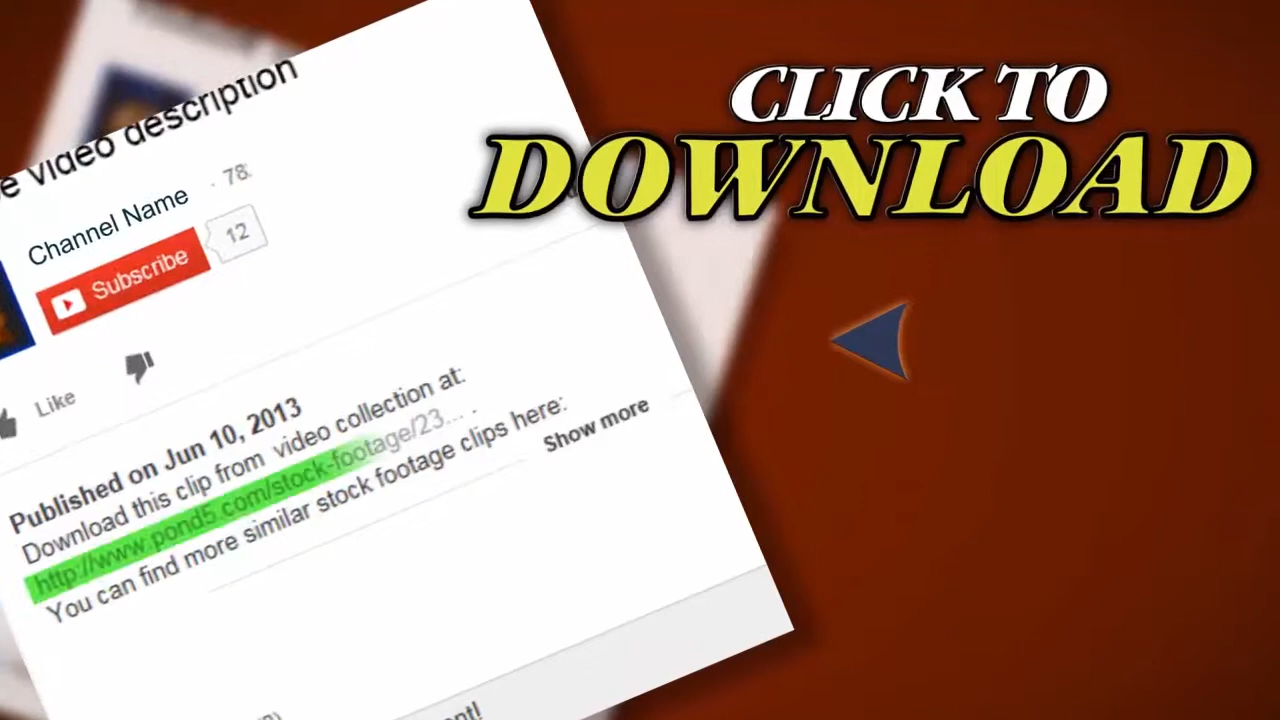 CLICK TO
DOWNLOAD
video description
Channel Name
Subscribe
12
Like
Published on Jun 10, 2013
Download this clip from video collection at:
http://www.pond5.com/stock-footage/23...
You can find more similar stock footage clips here:
Show more